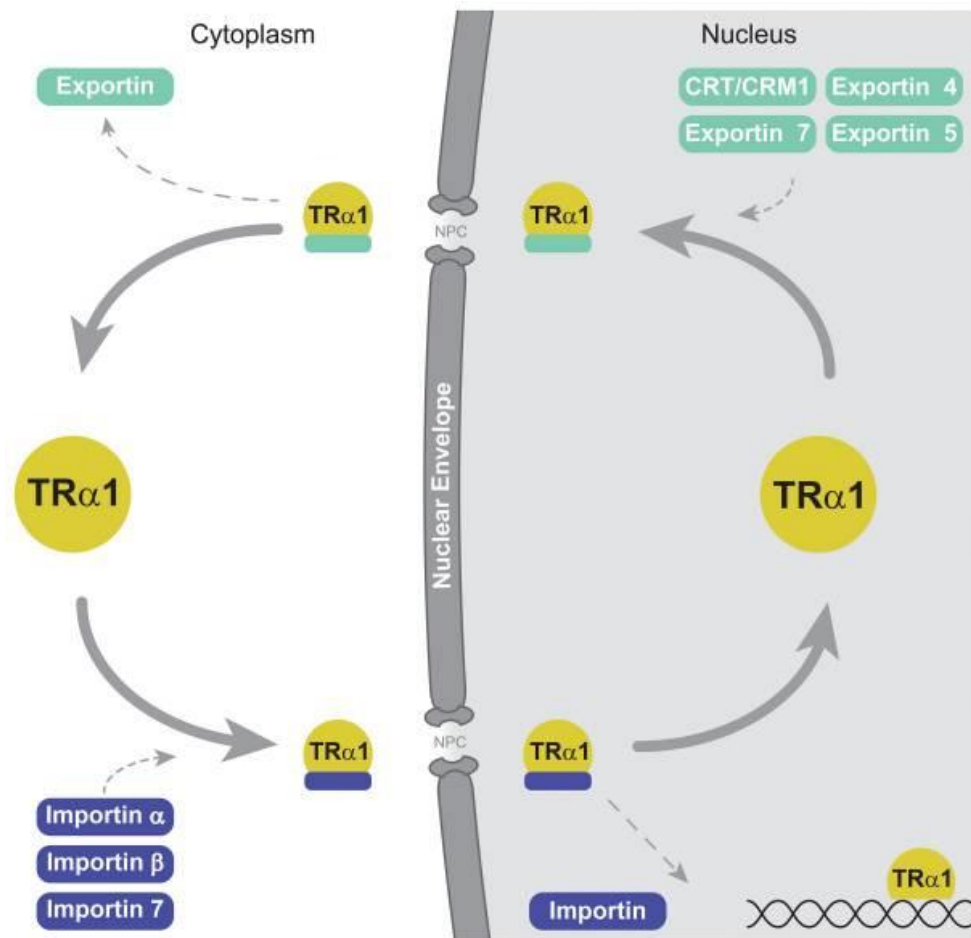 Cytoplasm
Nucleus
Exportin
CRT/CRM1
Exportin 4
Exportin 7
Exportin 5
TRα1
NPC
TRα1
Nuclear Envelope
TRα1
TRα1
TRα1
NPC
TRα1
Importin α
Importin β
Importin 7
Importin
TRα1